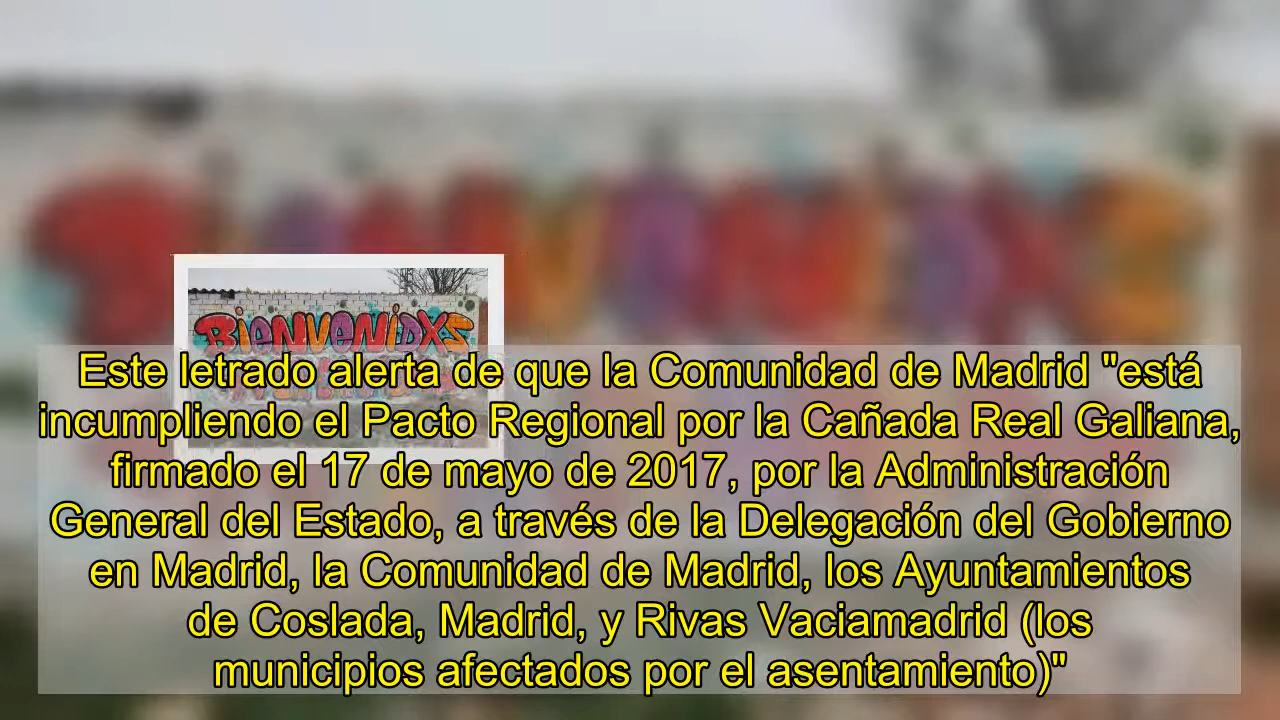 BIENVENIDXS
Este letrado alerta de que la Comunidad de Madrid "está
incumpliendo el Pacto Regional por la Cañada Real Galiana,
firmado el 17 de mayo de 2017, por la Administración
General del Estado, a través de la Delegación del Gobierno
en Madrid, la Comunidad de Madrid, los Ayuntamientos
de Coslada, Madrid, y Rivas Vaciamadrid (los
municipios afectados por el asentamiento)"